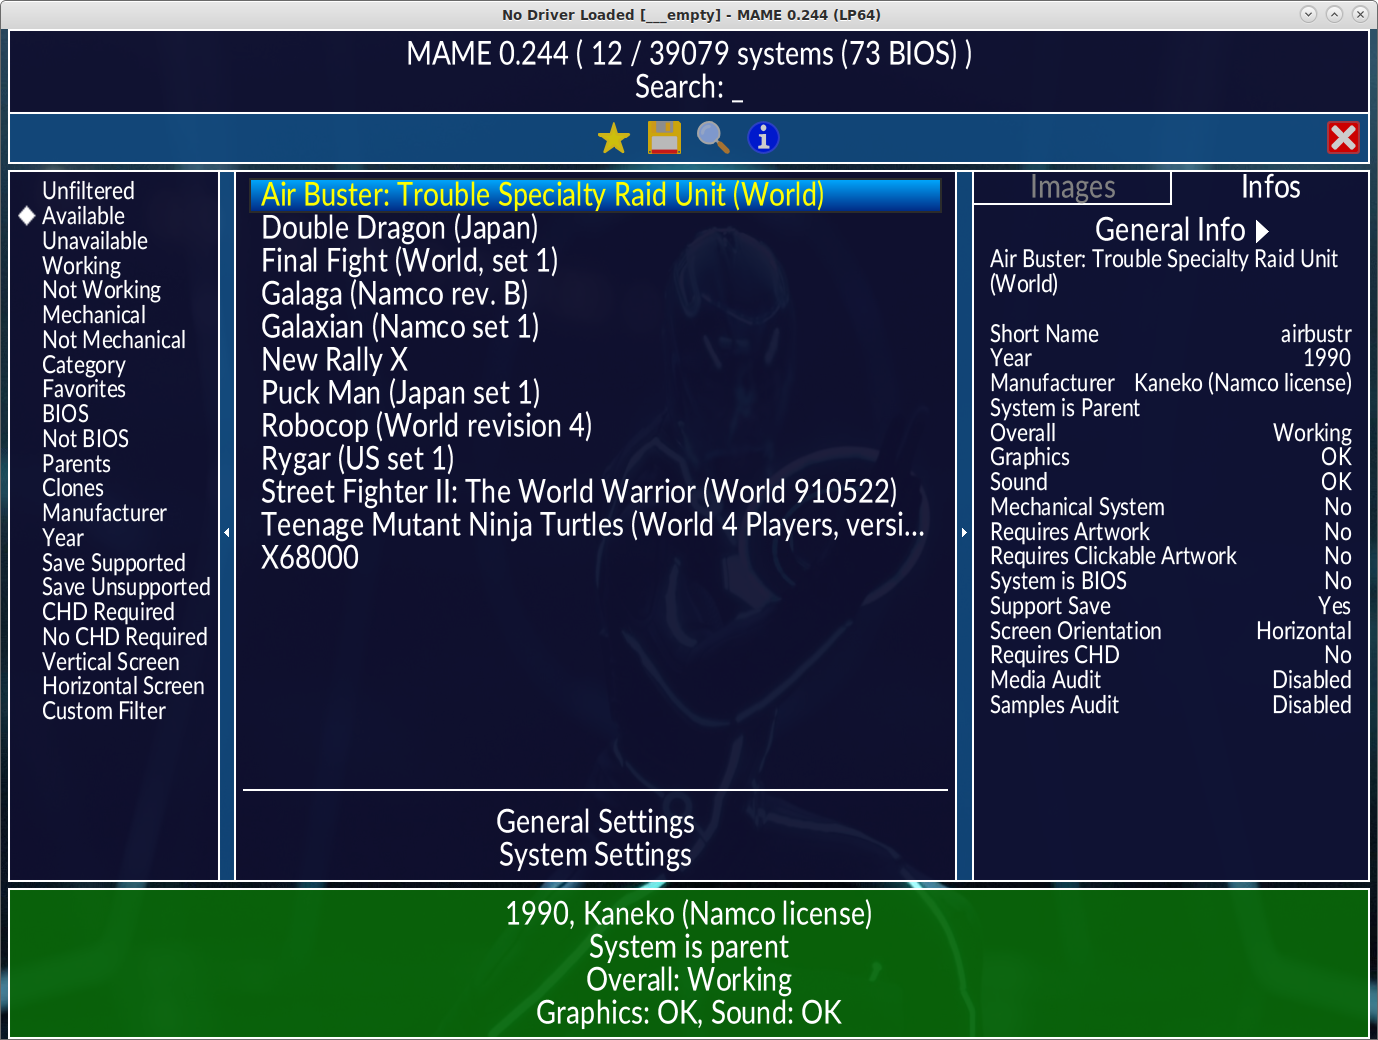 No Driver Loaded [___empty] - MAME 0.244 (LP64)
MAME 0.244 ( 12 / 39079 systems (73 BIOS) )
Search: _
Unfiltered
Available
Unavailable
Working
Not Working
Mechanical
Not Mechanical
Category
Favorites
BIOS
Not BIOS
Parents
Clones
Manufacturer
Year
Save Supported
Save Unsupported
CHD Required
No CHD Required
Vertical Screen
Horizontal Screen
Custom Filter
Air Buster: Trouble Specialty Raid Unit (World)
Double Dragon (Japan)
Final Fight (World, set 1)
Galaga (Namco rev. B)
Galaxian (Namco set 1)
New Rally X
Puck Man (Japan set 1)
Robocop (World revision 4)
Rygar (US set 1)
Street Fighter II: The World Warrior (World 910522)
Teenage Mutant Ninja Turtles (World 4 Players, versi...
X68000
General Settings
System Settings
Images Infos
General Info
Air Buster: Trouble Specialty Raid Unit
(World)
Short Name airbustr
Year 1990
Manufacturer Kaneko (Namco license)
System is Parent
Overall Working
Graphics OK
Sound OK
Mechanical System No
Requires Artwork No
Requires Clickable Artwork No
System is BIOS No
Support Save Yes
Screen Orientation Horizontal
Requires CHD No
Media Audit Disabled
Samples Audit Disabled
1990, Kaneko (Namco license)
System is parent
Overall: Working
Graphics: OK, Sound: OK